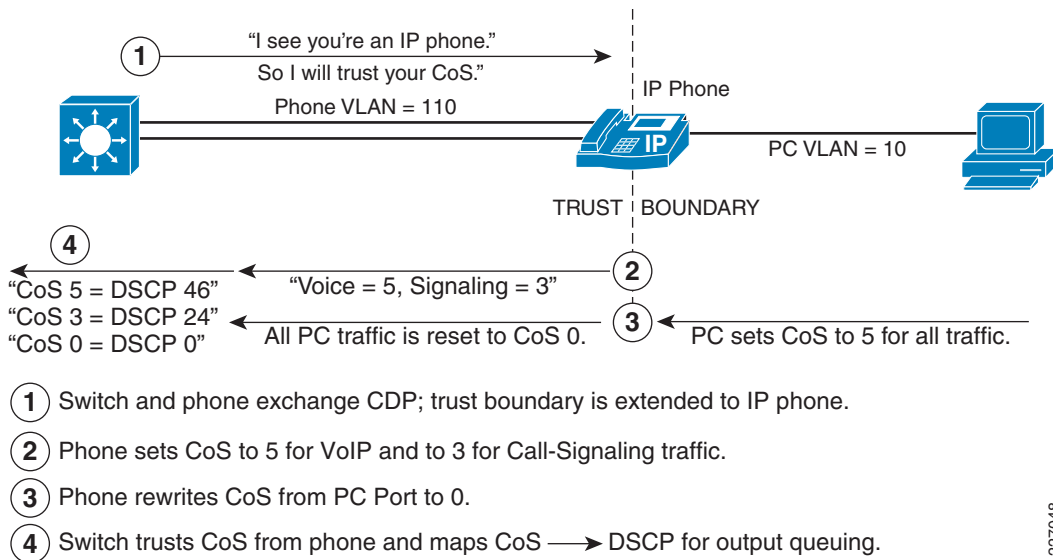 1
“I see you're an IP phone.”
So I will trust your CoS.”
Phone VLAN = 110
IP Phone
IP
PC VLAN = 10
TRUST BOUNDARY
4
2
“Voice = 5, Signaling = 3”
“CoS 5 = DSCP 46”
“CoS 3 = DSCP 24”
“CoS 0 = DSCP 0”
All PC traffic is reset to CoS 0.
3
PC sets CoS to 5 for all traffic.
1 Switch and phone exchange CDP; trust boundary is extended to IP phone.
2 Phone sets CoS to 5 for VoIP and to 3 for Call-Signaling traffic.
3 Phone rewrites CoS from PC Port to 0.
4 Switch trusts CoS from phone and maps CoS → DSCP for output queuing.